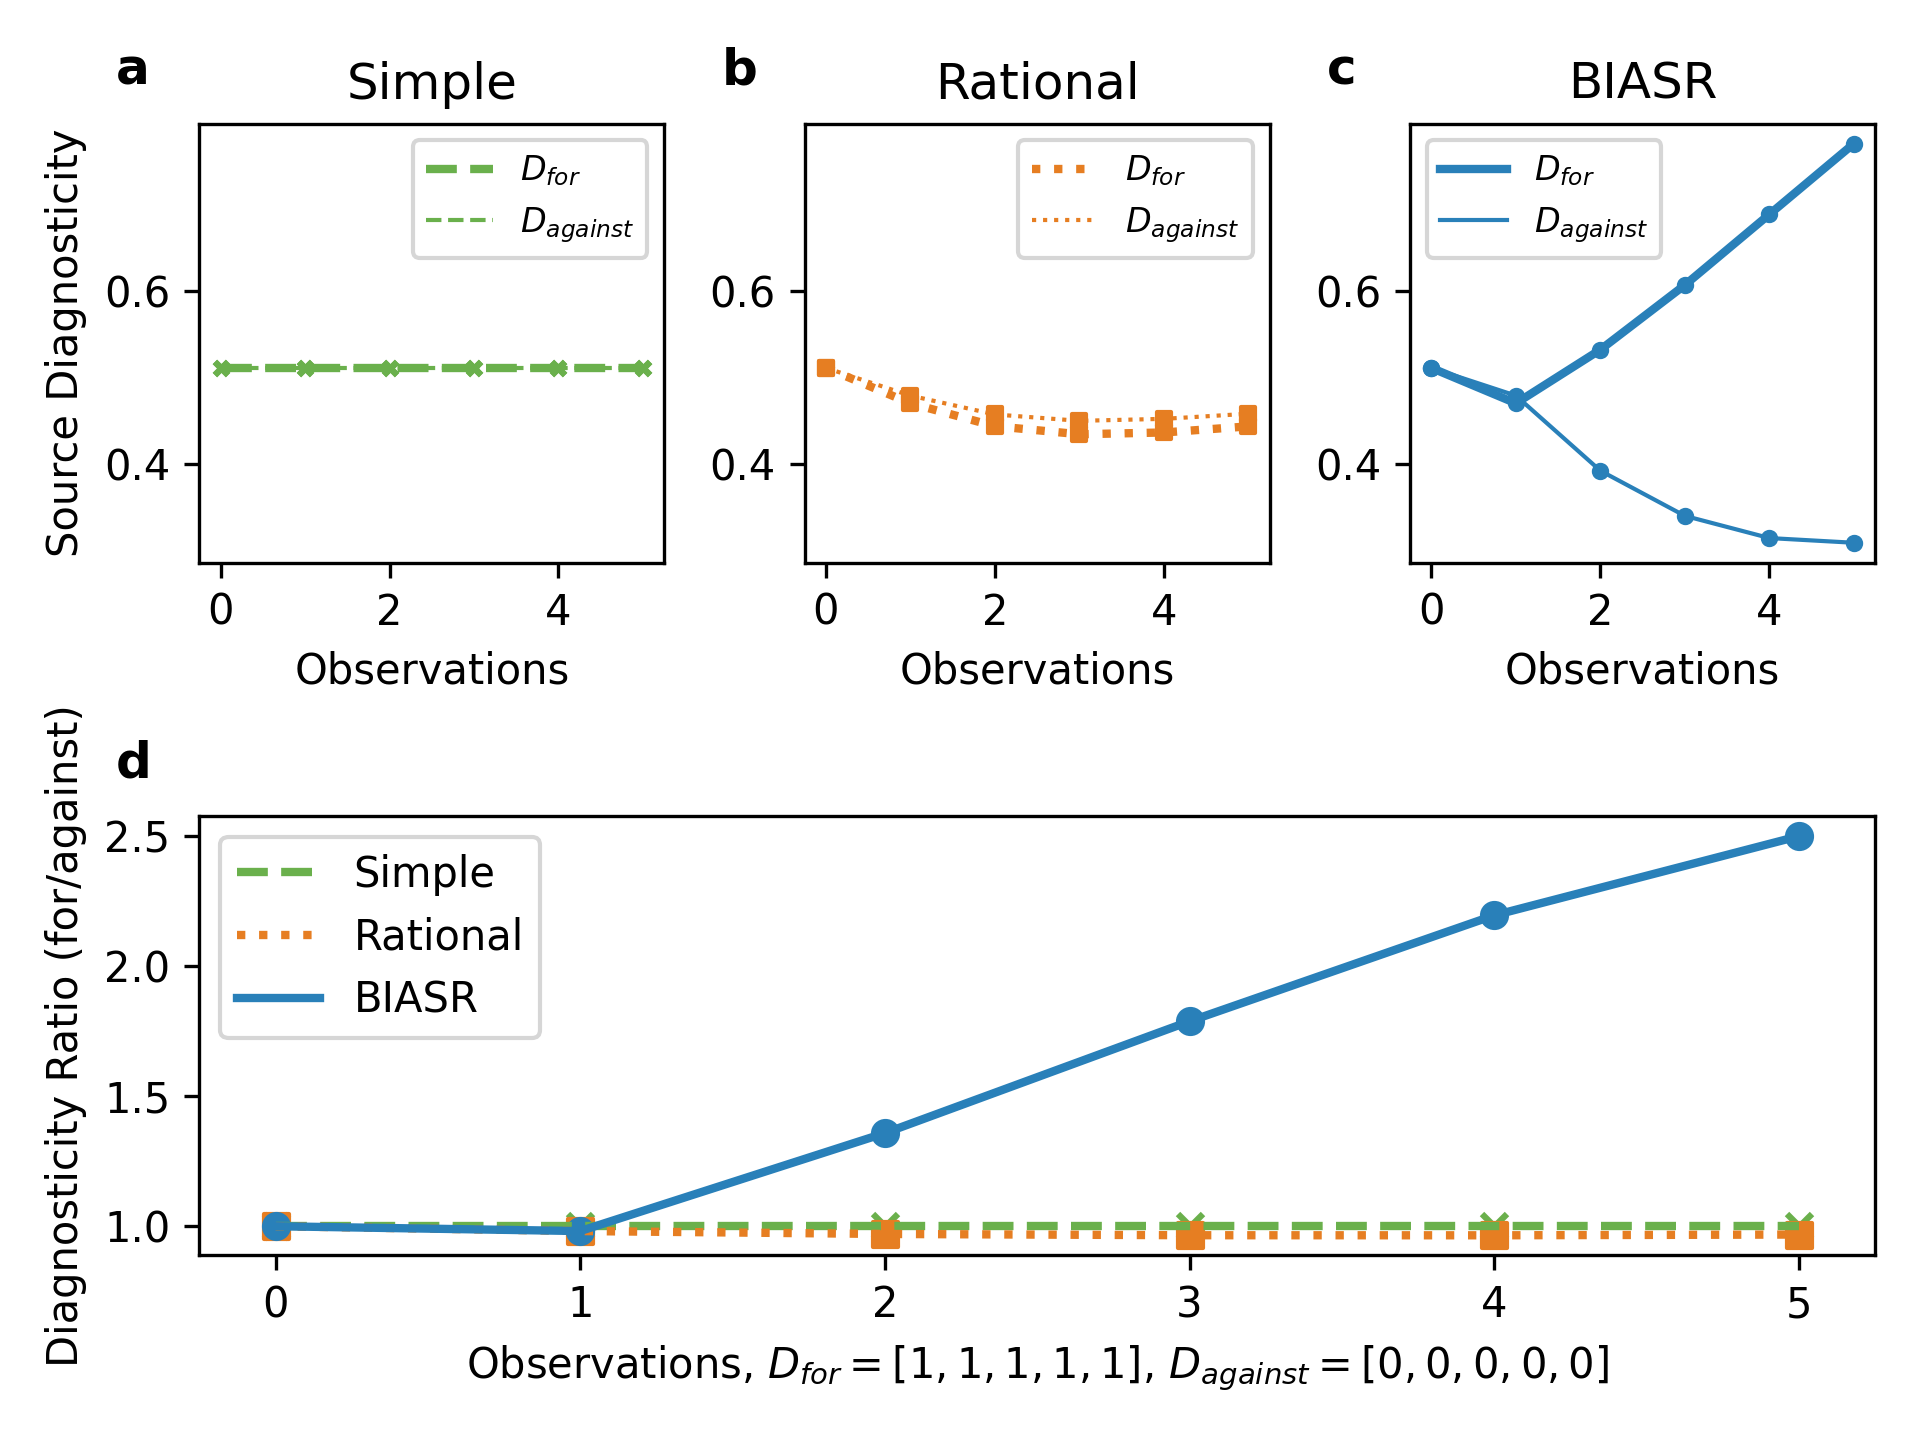 a
Simple
Source Diagnosticity
D_for
D_against
0.6
0.4
0 2 4
Observations
b
Rational
D_for
D_against
0.6
0.4
0 2 4
Observations
c
BIASR
D_for
D_against
0.6
0.4
0 2 4
Observations
d
Diagnosticity Ratio (for/against)
2.5
2.0
1.5
1.0
Simple
Rational
BIASR
0 1 2 3 4 5
Observations, D_for = [1, 1, 1, 1, 1], D_against = [0, 0, 0, 0, 0]